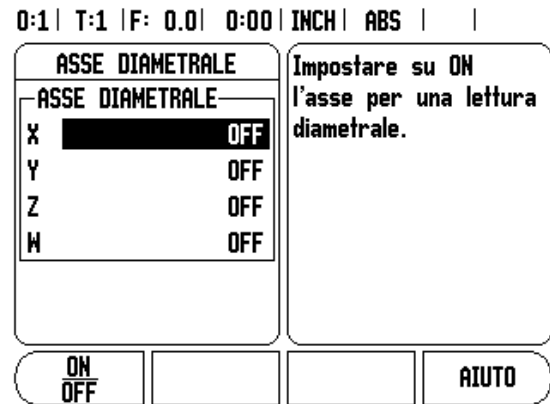 0:1| T:1 |F: 0.0| 0:00| INCH| ABS | |
ASSE DIAMETRALE
ASSE DIAMETRALE
X OFF
Y OFF
Z OFF
W OFF
Impostare su ON
l'asse per una lettura
diametrale.
ON
OFF
AIUTO